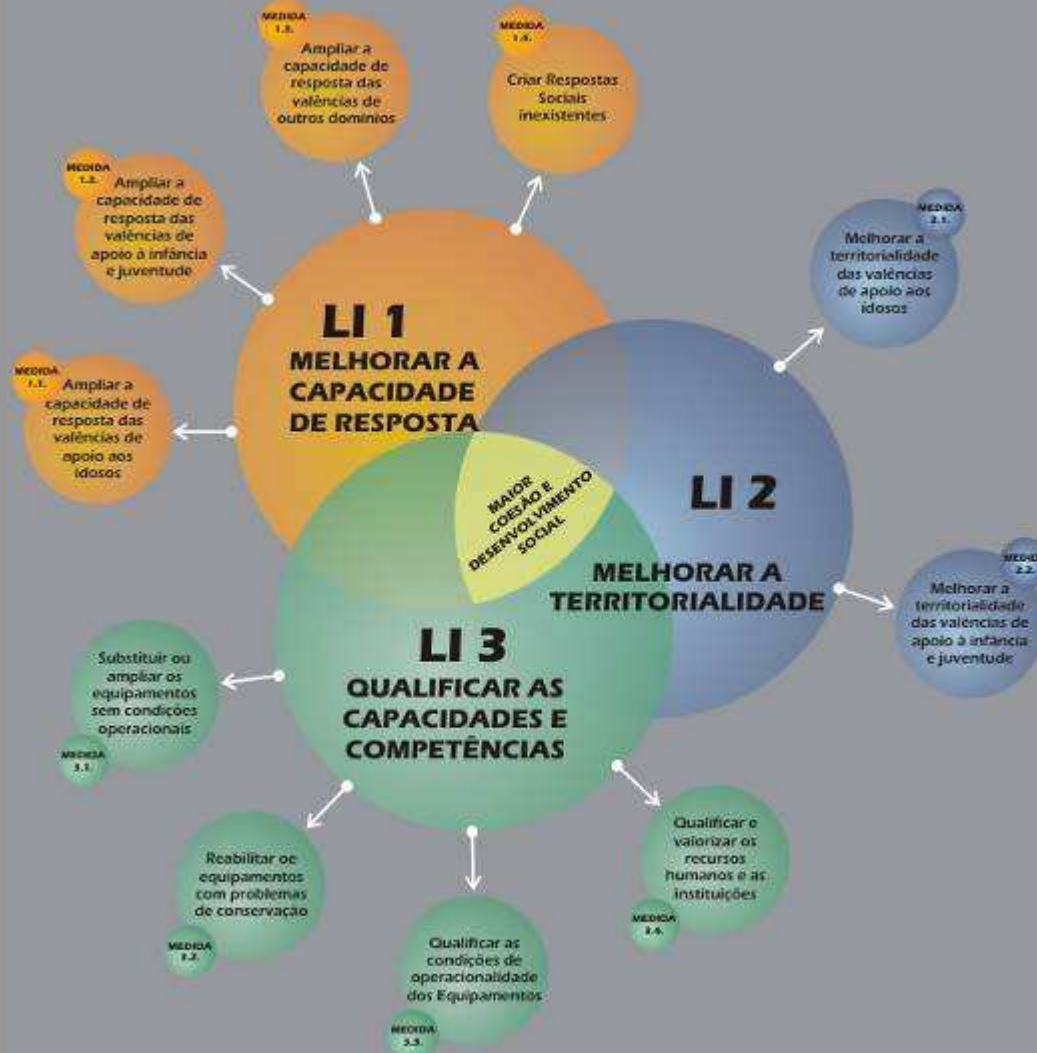 MEDIDA
1.3.
Ampliar a
capacidade de
resposta das
valências de
outros domínios
MEDIDA
1.4.
Criar Respostas
Sociais
inexistentes
MEDIDA
1.2.
Ampliar a
capacidade de
resposta das
valências de
apoio à infância
e juventude
MEDIDA
1.1.
Ampliar a
capacidade de
resposta das
valências de
apoio aos
idosos
LI 1
MELHORAR A
CAPACIDADE
DE RESPOSTA
MEDIDA
2.1.
Melhorar a
territorialidade
das valências
de apoio aos
idosos
LI 2
MELHORAR A
TERRITORIALIDADE
MEDIDA
2.2.
Melhorar a
territorialidade
das valências de
apoio à infância
e juventude
MAIOR
COESÃO E
DESENVOLVIMENTO
SOCIAL
LI 3
QUALIFICAR AS
CAPACIDADES E
COMPETÊNCIAS
Substituir ou
ampliar os
equipamentos
sem condições
operacionais
MEDIDA
3.1.
Reabilitar oe
equipamentos
com problemas
de conservação
MEDIDA
3.2.
Qualificar as
condições de
operacionalidade
dos Equipamentos
MEDIDA
3.3.
Qualificar e
valorizar os
recursos
humanos e as
instituições
MEDIDA
3.4.